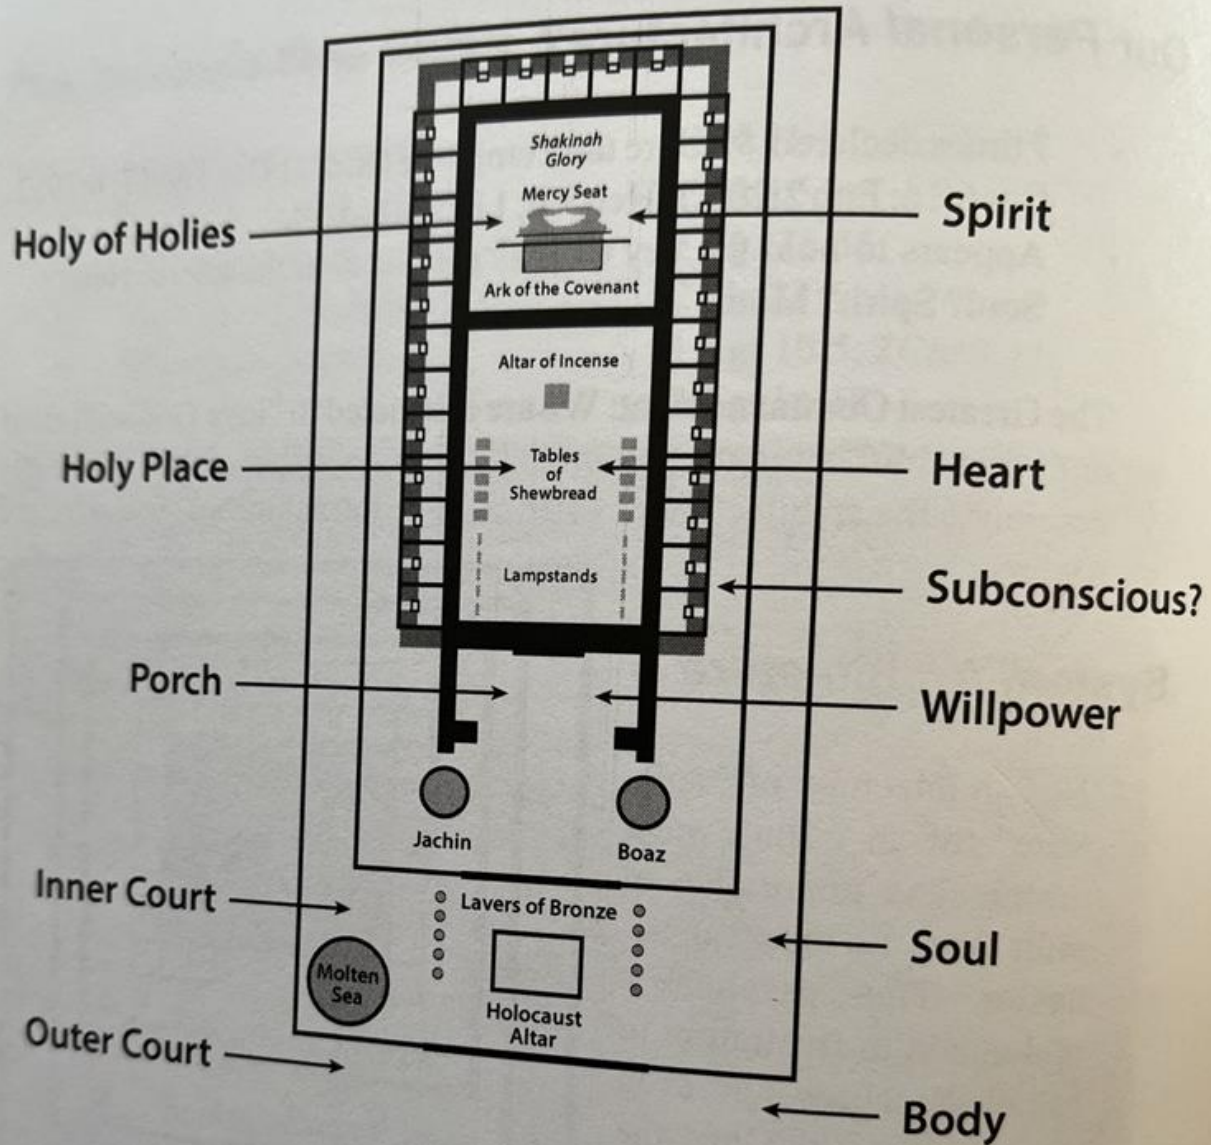 Shakinah
Glory
Mercy Seat
Holy of Holies
Spirit
Ark of the Covenant
Altar of Incense
Holy Place
Tables
of
Shewbread
Heart
Lampstands
Subconscious?
Porch
Willpower
Jachin
Boaz
Inner Court
Lavers of Bronze
Soul
Molten
Sea
Holocaust
Altar
Outer Court
Body